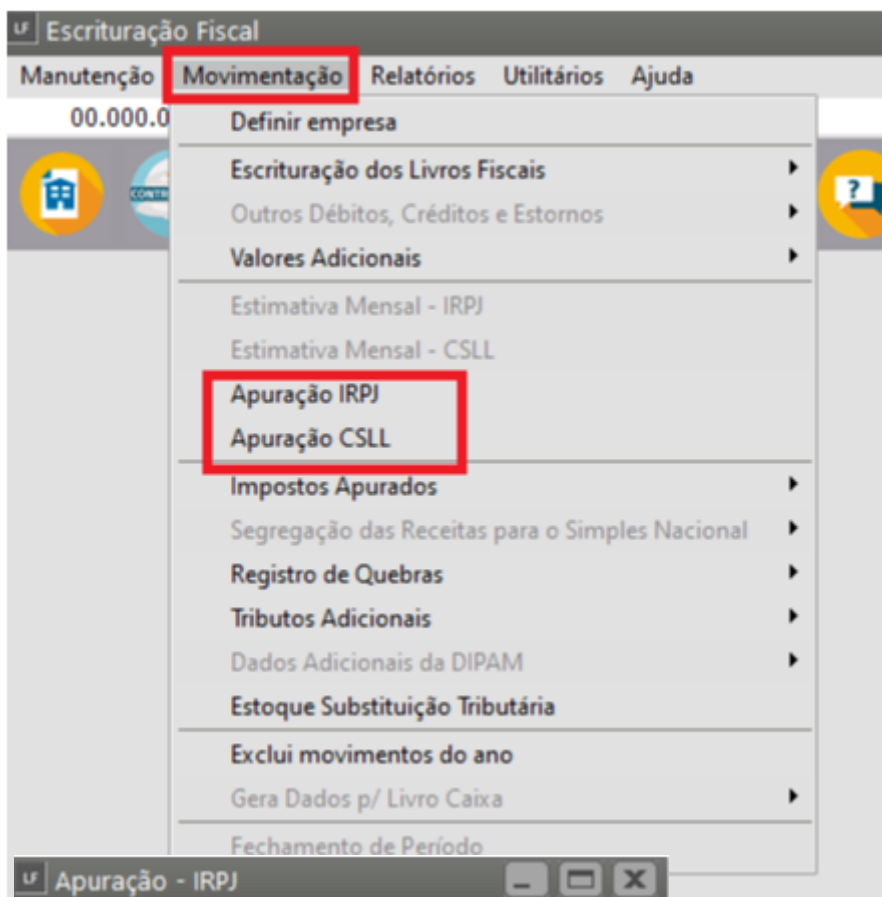 LF Escrituração Fiscal
Manutenção Movimentação Relatórios Utilitários Ajuda
00.000.0
Definir empresa
Escrituração dos Livros Fiscais
Outros Débitos, Créditos e Estornos
Valores Adicionais
Estimativa Mensal - IRPJ
Estimativa Mensal - CSLL
Apuração IRPJ
Apuração CSLL
Impostos Apurados
Segregação das Receitas para o Simples Nacional
Registro de Quebras
Tributos Adicionais
Dados Adicionais da DIPAM
Estoque Substituição Tributária
Exclui movimentos do ano
Gera Dados p/ Livro Caixa
Fechamento de Período
LF Apuração - IRPJ